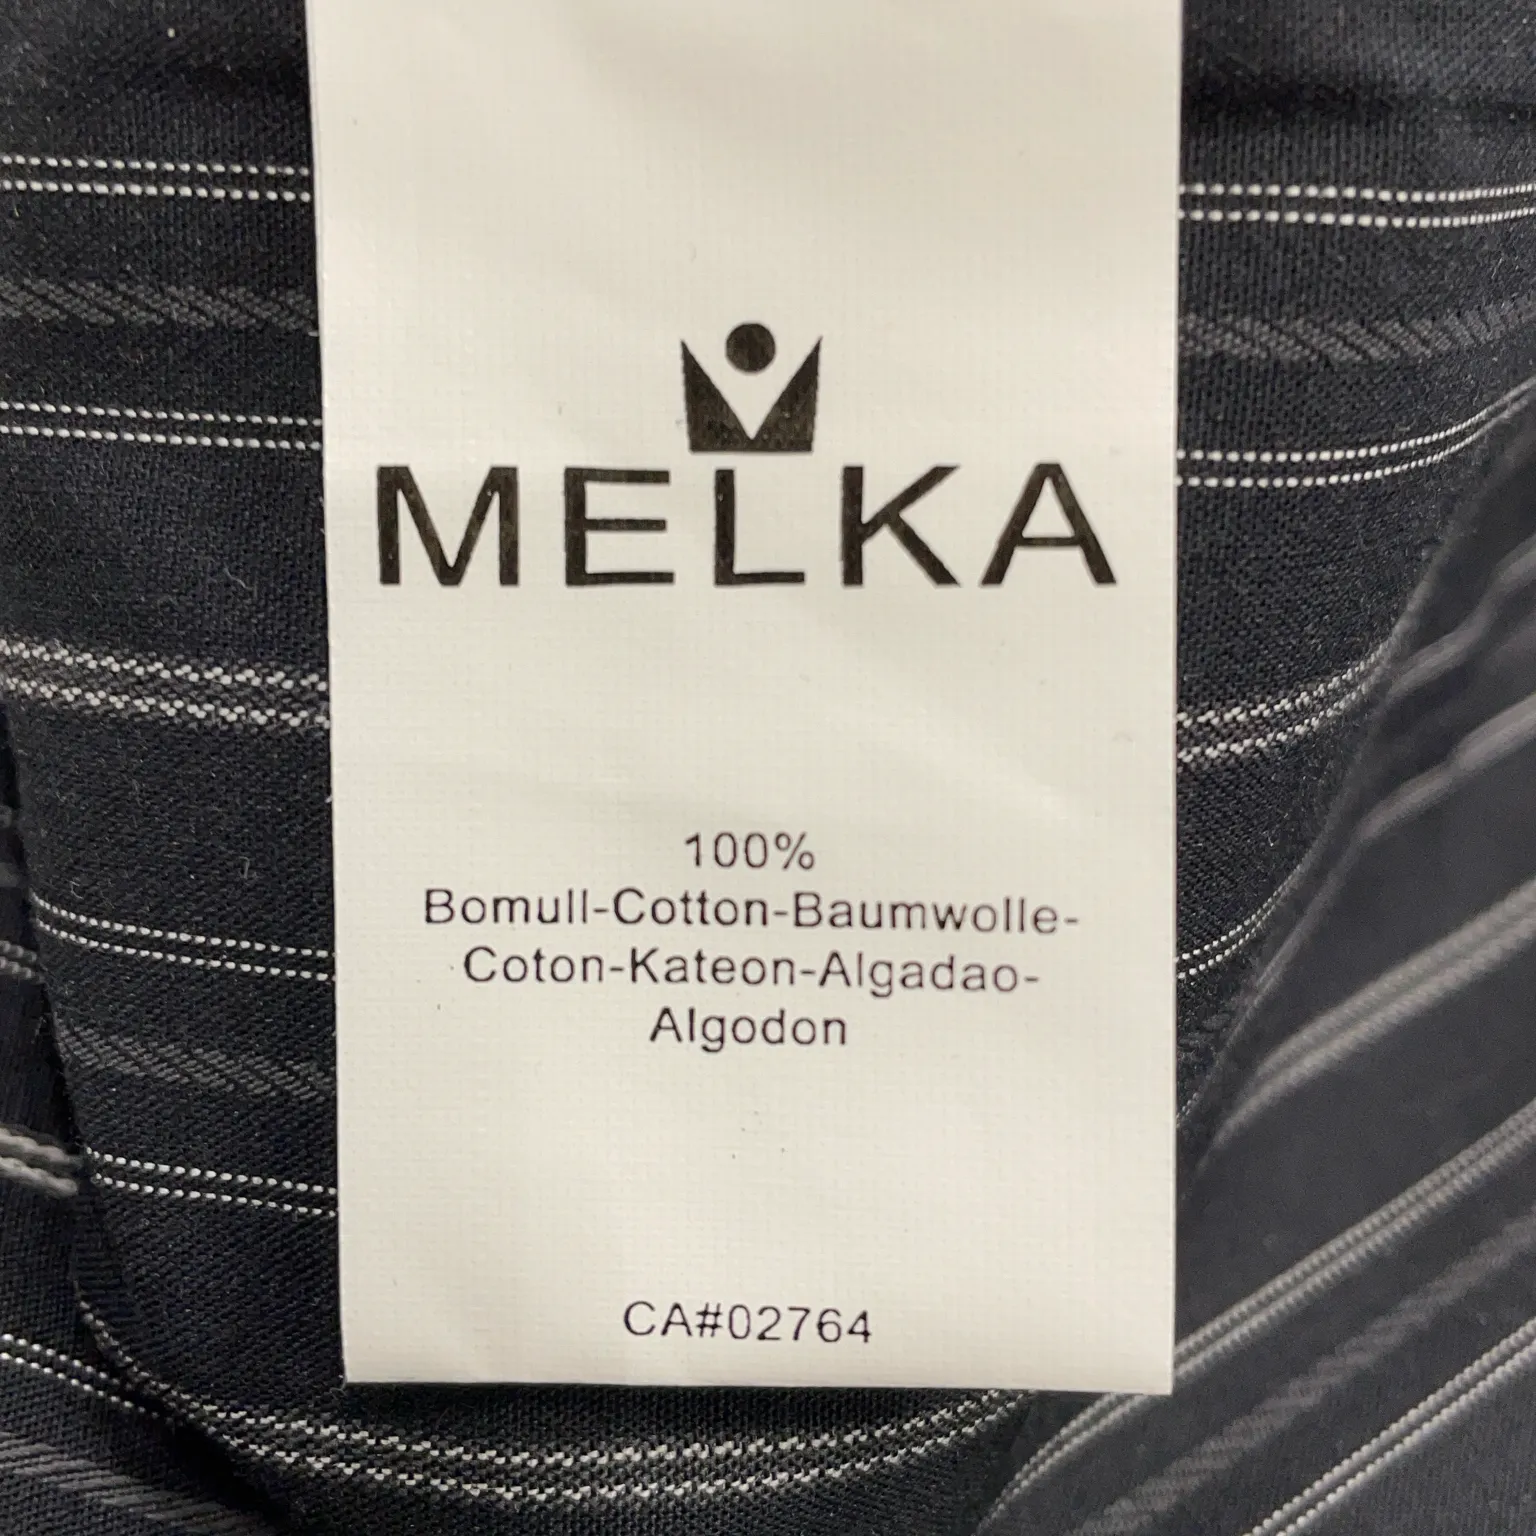 MELKA
100%
Bomull-Cotton-Baumwolle-
Coton-Kateon-Algadao-
Algodon
CA#02764